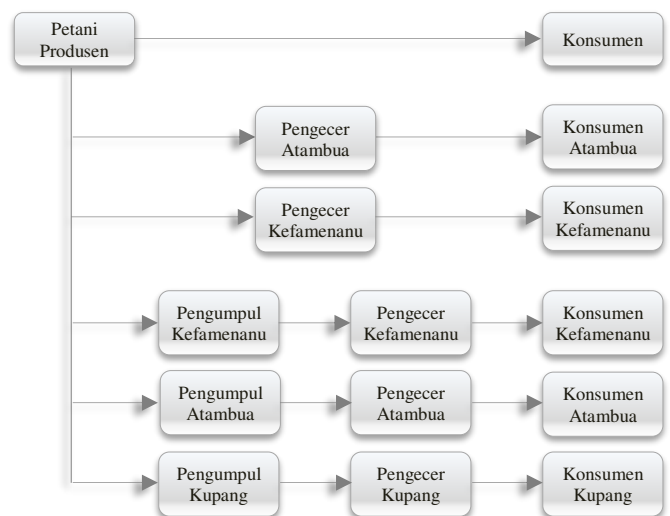 Petani
Produsen
Konsumen
Pengecer
Atambua
Konsumen
Atambua
Pengecer
Kefamenanu
Konsumen
Kefamenanu
Pengumpul
Kefamenanu
Pengecer
Kefamenanu
Konsumen
Kefamenanu
Pengumpul
Atambua
Pengecer
Atambua
Konsumen
Atambua
Pengumpul
Kupang
Pengecer
Kupang
Konsumen
Kupang